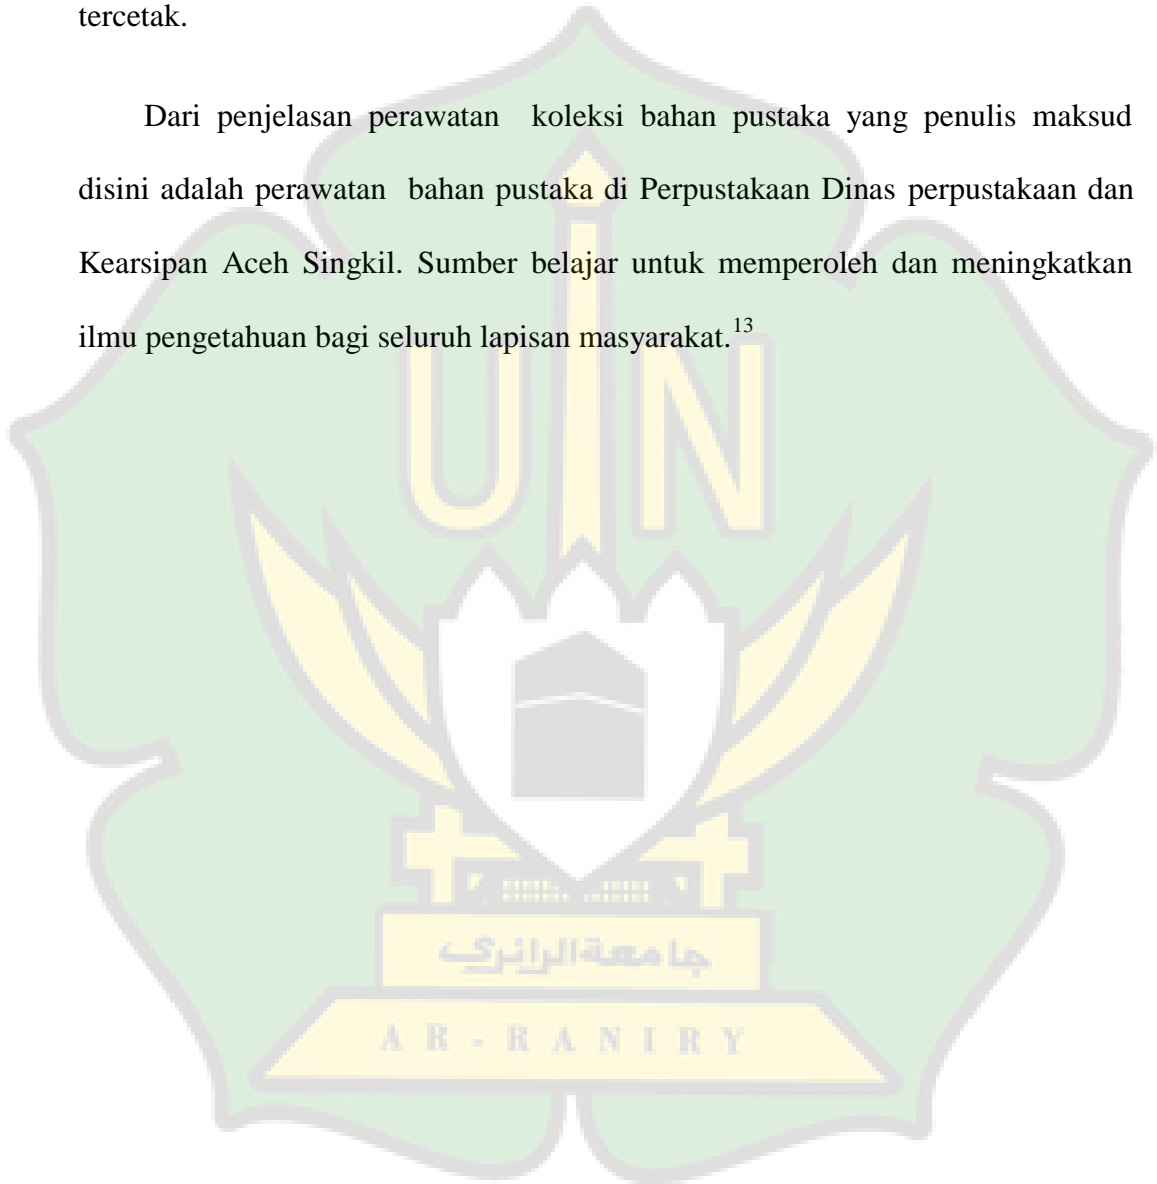 tercetak.
Dari penjelasan perawatan koleksi bahan pustaka yang penulis maksud
disini adalah perawatan bahan pustaka di Perpustakaan Dinas perpustakaan dan
Kearsipan Aceh Singkil. Sumber belajar untuk memperoleh dan meningkatkan
ilmu pengetahuan bagi seluruh lapisan masyarakat.13
UIN
جامعةالرانري
AR-RANIRY